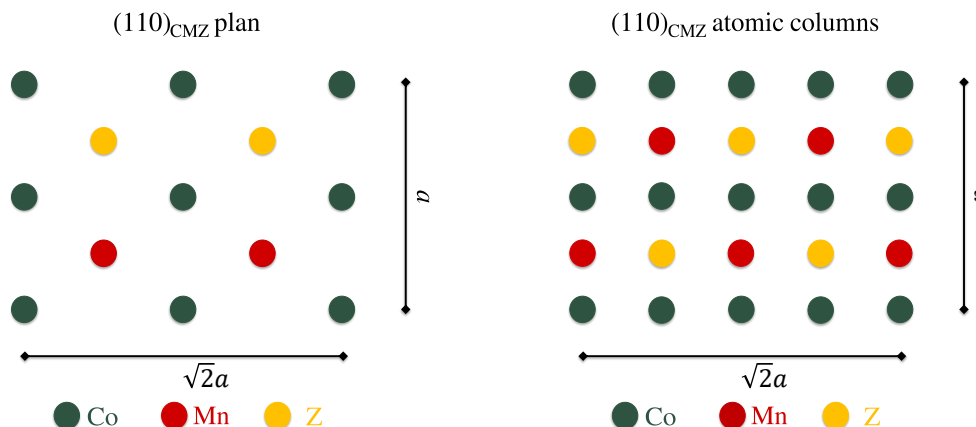 (110)CMZ plan
(110)CMZ atomic columns
a
√2a
√2a
Co Mn Z
Co Mn Z